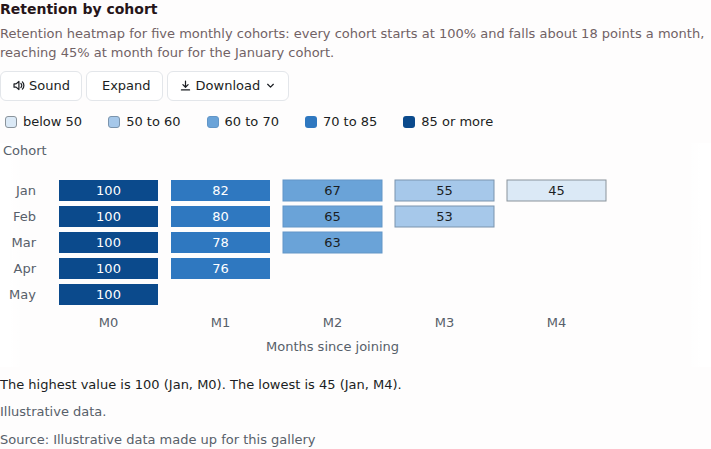 Retention by cohort
Retention heatmap for five monthly cohorts: every cohort starts at 100% and falls about 18 points a month,
reaching 45% at month four for the January cohort.
Sound Expand Download
below 50 50 to 60 60 to 70 70 to 85 85 or more
Cohort
Jan 100 82 67 55 45
Feb 100 80 65 53
Mar 100 78 63
Apr 100 76
May 100
M0 M1 M2 M3 M4
Months since joining
The highest value is 100 (Jan, M0). The lowest is 45 (Jan, M4).
Illustrative data.
Source: Illustrative data made up for this gallery